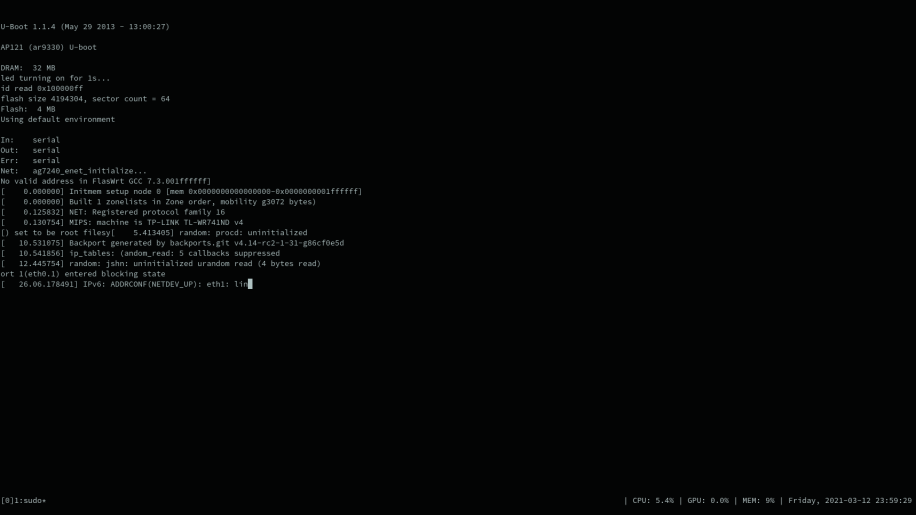 U-Boot 1.1.4 (May 29 2013 - 13:00:27)
AP121 (ar9330) U-boot
DRAM:  32 MB
led turning on for 1s...
id read 0x100000ff
flash size 4194304, sector count = 64
Flash:  4 MB
Using default environment
In:    serial
Out:   serial
Err:   serial
Net:   ag7240_enet_initialize...
No valid address in FlasWrt GCC 7.3.001ffffff]
[    0.000000] Initmem setup node 0 [mem 0x0000000000000000-0x0000000001ffffff]
[    0.000000] Built 1 zonelists in Zone order, mobility g3072 bytes)
[    0.125832] NET: Registered protocol family 16
[    0.130754] MIPS: machine is TP-LINK TL-WR741ND v4
[) set to be root filesy[    5.413405] random: procd: uninitialized
[   10.531075] Backport generated by backports.git v4.14-rc2-1-31-g86cf0e5d
[   10.541856] ip_tables: (andom_read: 5 callbacks suppressed
[   12.445754] random: jshn: uninitialized urandom read (4 bytes read)
ort 1(eth0.1) entered blocking state
[   26.06.178491] IPv6: ADDRCONF(NETDEV_UP): eth1: lin
[0]1:sudo* | CPU: 5.4% | GPU: 0.0% | MEM: 9% | Friday, 2021-03-12 23:59:29